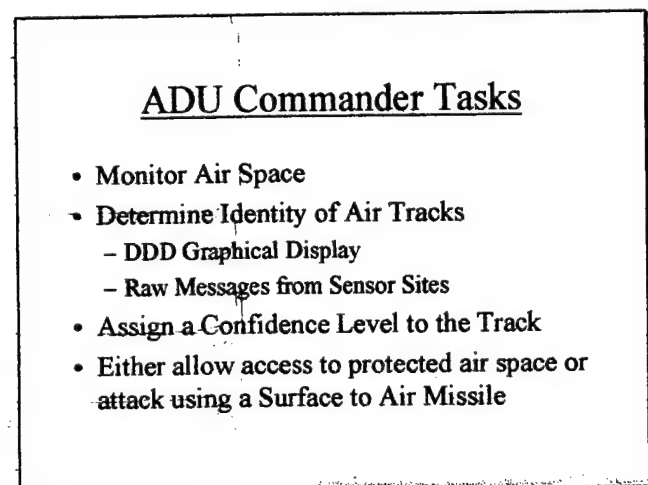 ADU Commander Tasks
• Monitor Air Space
• Determine Identity of Air Tracks
– DDD Graphical Display
– Raw Messages from Sensor Sites
• Assign a Confidence Level to the Track
• Either allow access to protected air space or
attack using a Surface to Air Missile